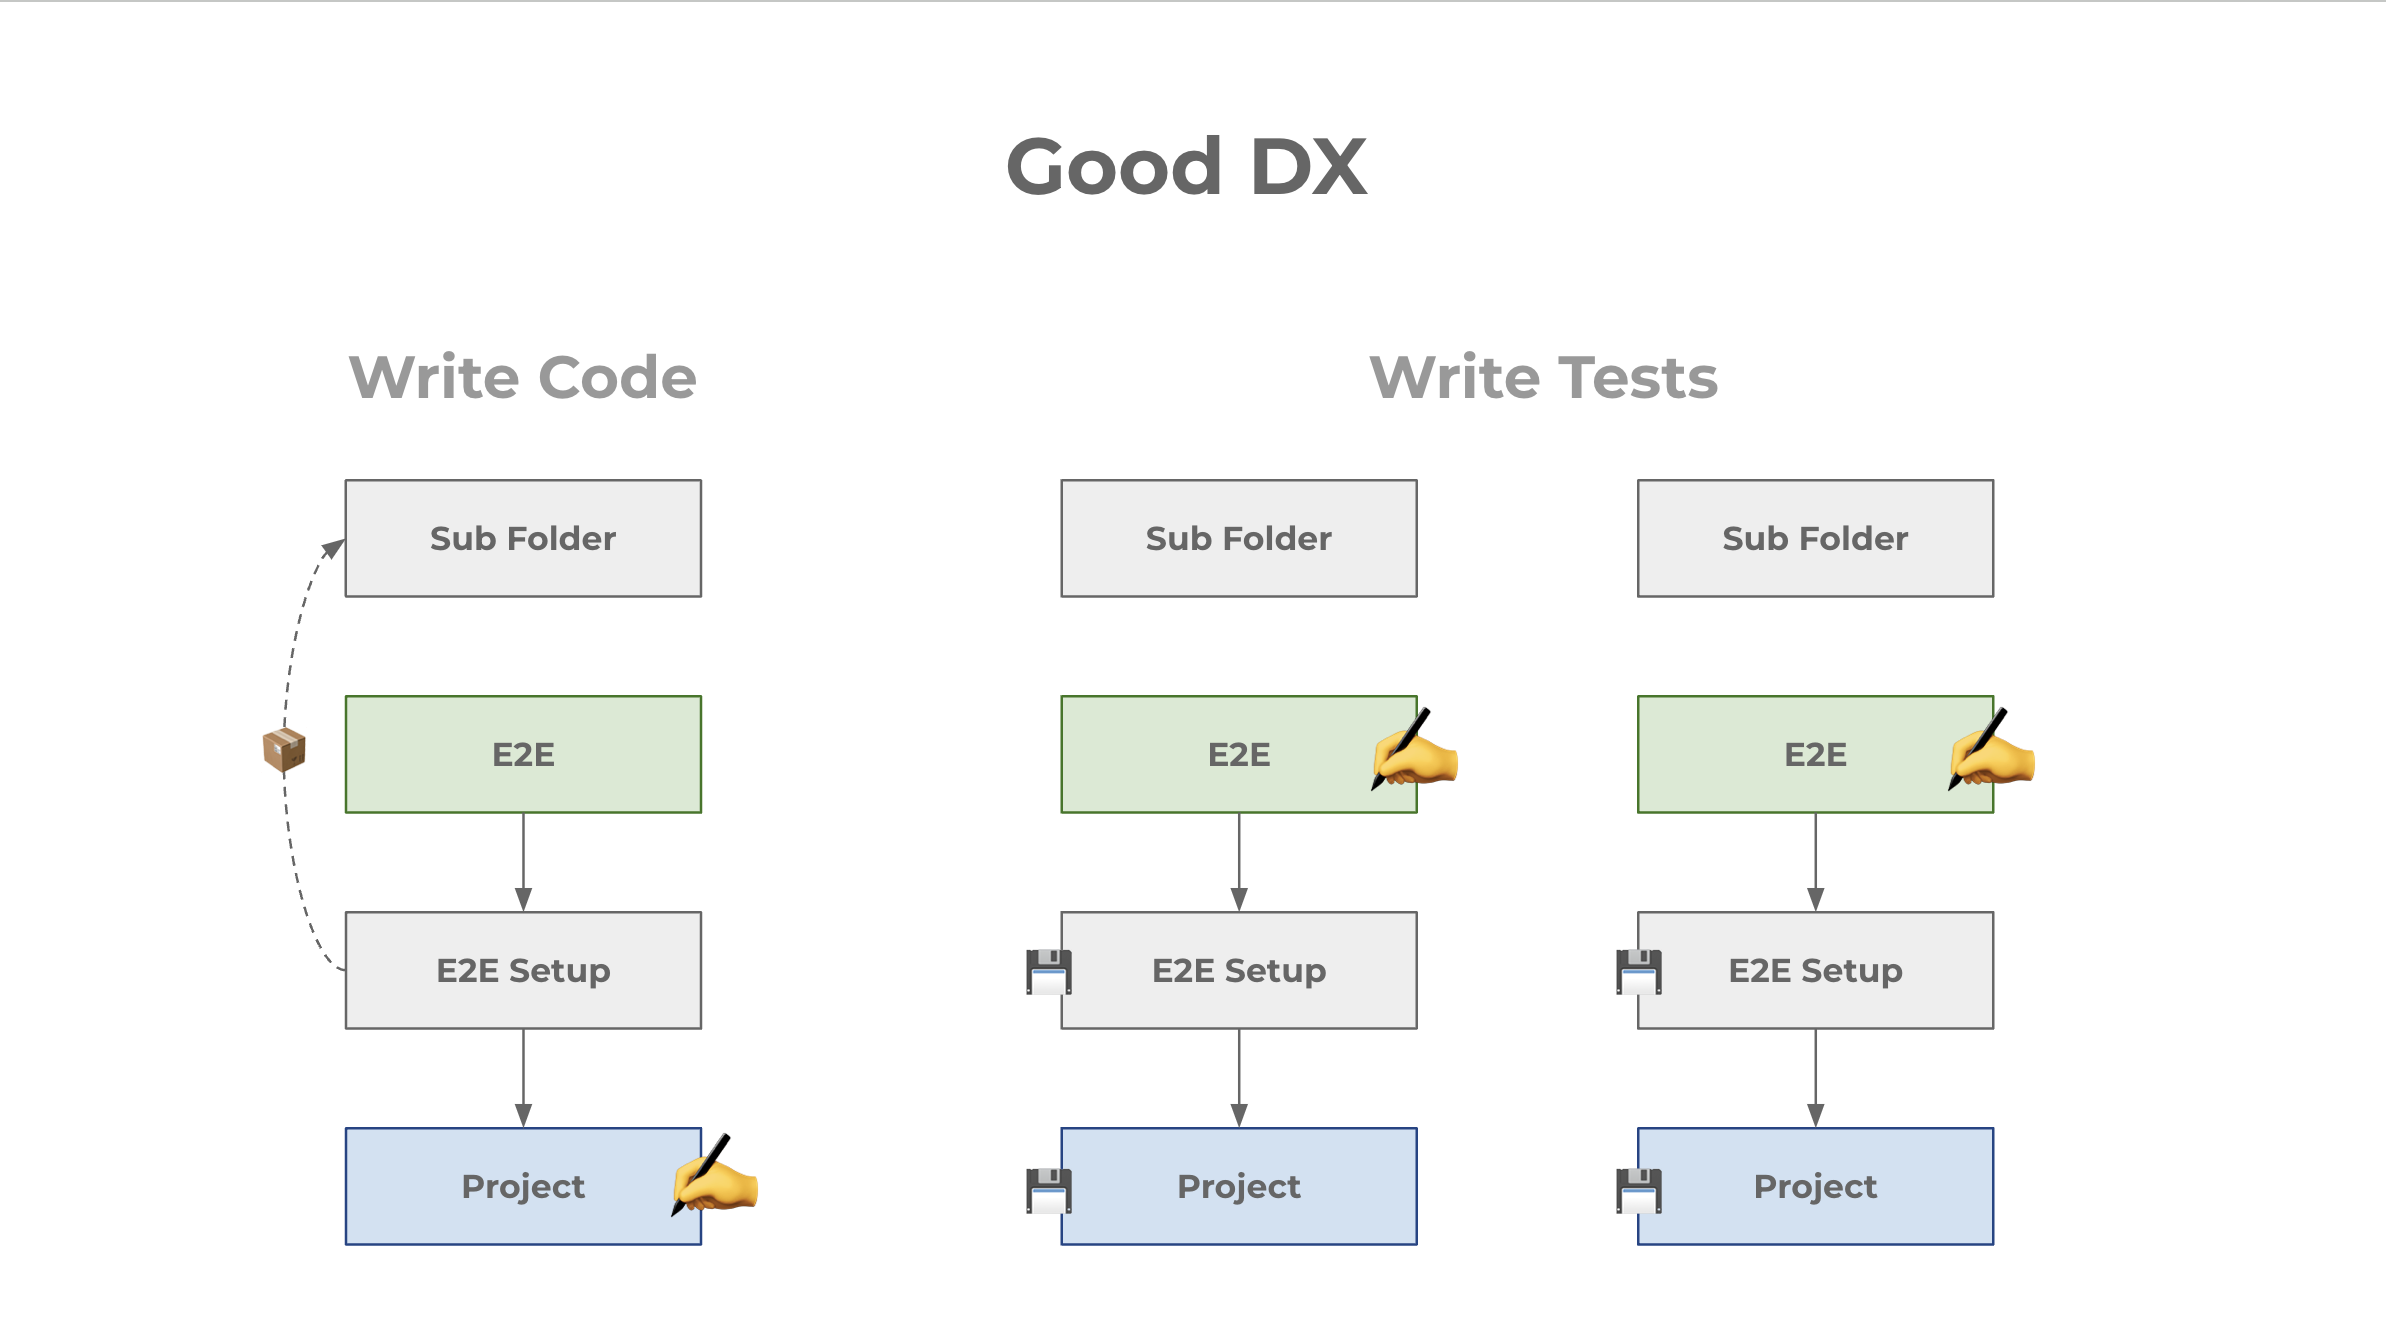 Good DX
Write Code
Write Tests
Sub Folder
Sub Folder
Sub Folder
E2E
E2E
E2E
E2E Setup
E2E Setup
E2E Setup
Project
Project
Project